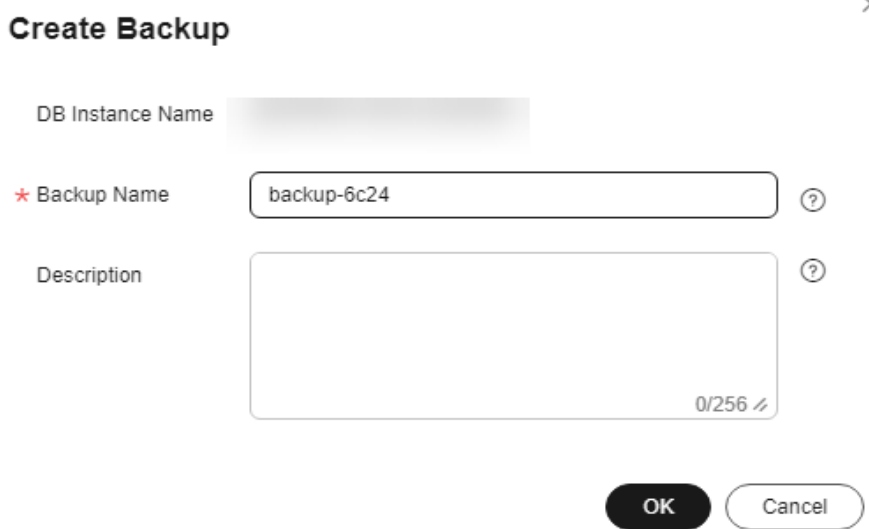 Create Backup
DB Instance Name
* Backup Name backup-6c24 ?
Description ?
0/256
OK Cancel